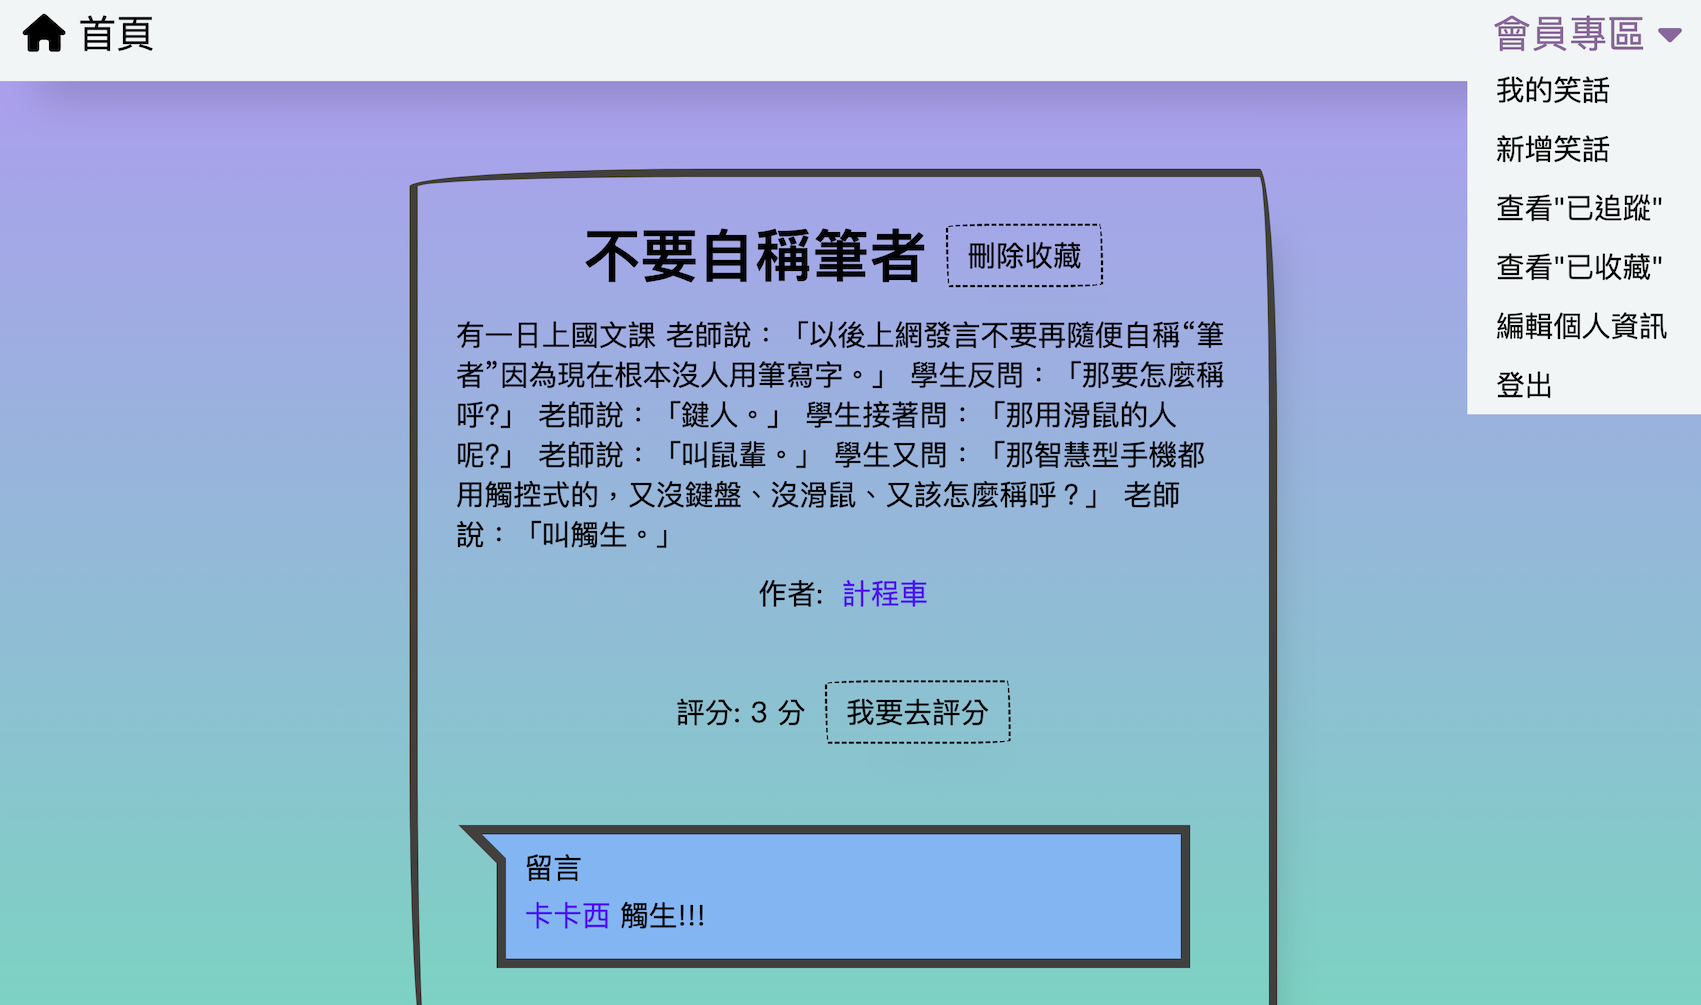 首頁
會員專區
我的笑話
新增笑話
查看"已追蹤"
查看"已收藏"
編輯個人資訊
登出
不要自稱筆者
刪除收藏
有一日上國文課 老師說：「以後上網發言不要再隨便自稱“筆
者”因為現在根本沒人用筆寫字。」 學生反問：「那要怎麼稱
呼?」 老師說：「鍵人。」 學生接著問：「那用滑鼠的人
呢?」 老師說：「叫鼠輩。」 學生又問：「那智慧型手機都
用觸控式的，又沒鍵盤、沒滑鼠、又該怎麼稱呼？」 老師
說：「叫觸生。」
作者: 計程車
評分: 3 分
我要去評分
留言
卡卡西 觸生!!!